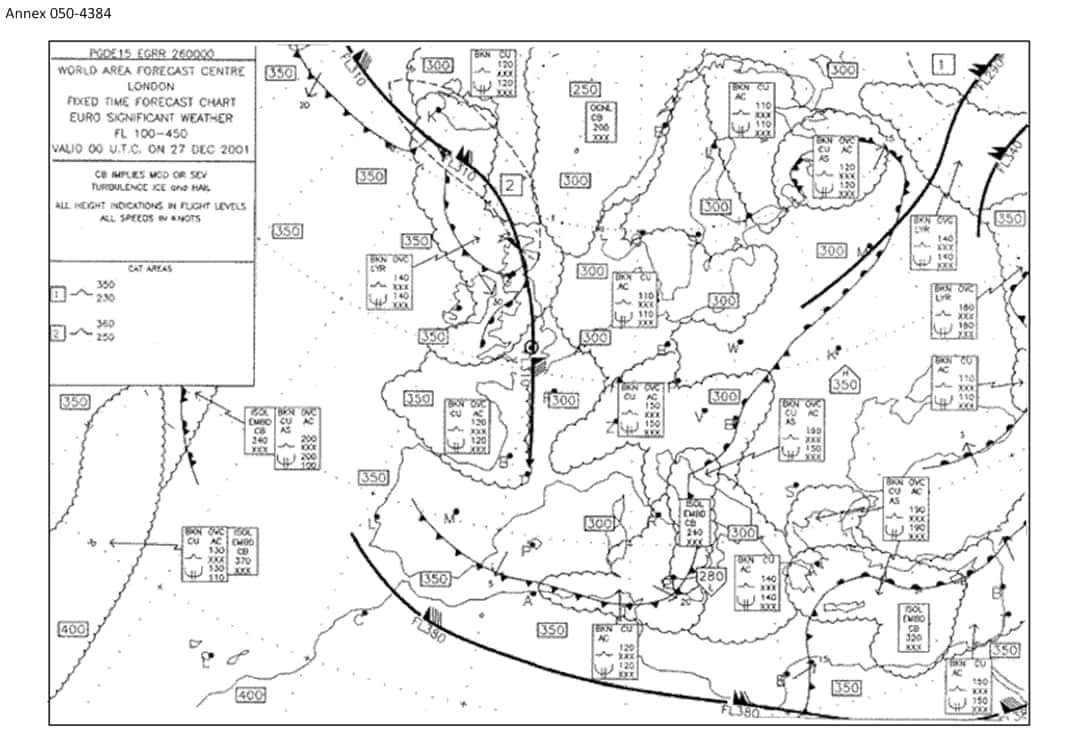 Annex 050-4384
PGDE15 EGRR 260000
WORLD AREA FORECAST CENTRE
LONDON
FIXED TIME FORECAST CHART
EURO SIGNIFICANT WEATHER
FL 100-450
VALID 00 U.T.C. ON 27 DEC 2001
CB IMPLIES MOD OR SEV
TURBULENCE ICE and HAIL
ALL HEIGHT INDICATIONS IN FLIGHT LEVELS
ALL SPEEDS IN KNOTS
CAT AREAS
1
350
230
2
360
250
350
FL310
300
BKN CU
120
XXX
120
XXX
250
OCNL
CB
200
XXX
BKN CU
AC
110
XXX
110
XXX
300
1
FL290
20
K
FL310
350
2
300
BKN OVC
CU AC
AS
120
XXX
120
XXX
15
FL340
350
350
300
300
BKN OVC
LYR
140
XXX
140
XXX
350
BKN OVC
LYR
140
XXX
140
XXX
300
BKN CU
AC
110
XXX
110
XXX
300
BKN OVC
LYR
180
XXX
180
XXX
30
350
300
W
K
H
350
BKN CU
AC
110
XXX
110
XXX
350
ISOL
EMBD
CB
340
XXX
BKN OVC
CU AC
AS
200
XXX
200
100
350
BKN OVC
CU AC
120
XXX
120
XXX
300
BKN OVC
CU AC
150
XXX
150
XXX
Z
300
V
BKN OVC
CU AC
AS
XXX
150
XXX
5
350
B
S
BKN OVC
CU AC
AS
190
XXX
190
XXX
L
M
300
ISOL
EMBD
CB
240
XXX
300
BKN OVC
CU AC
130
XXX
130
110
ISOL
EMBD
CB
370
XXX
P
350
5
A
280
L
20
BKN CU
AC
140
XXX
140
XXX
B
400
C
FL380
350
BKN CU
AC
120
XXX
120
XXX
ISOL
EMBD
CB
320
XXX
350
400
15
350
BKN CU
AC
150
XXX
150
XXX
FL380